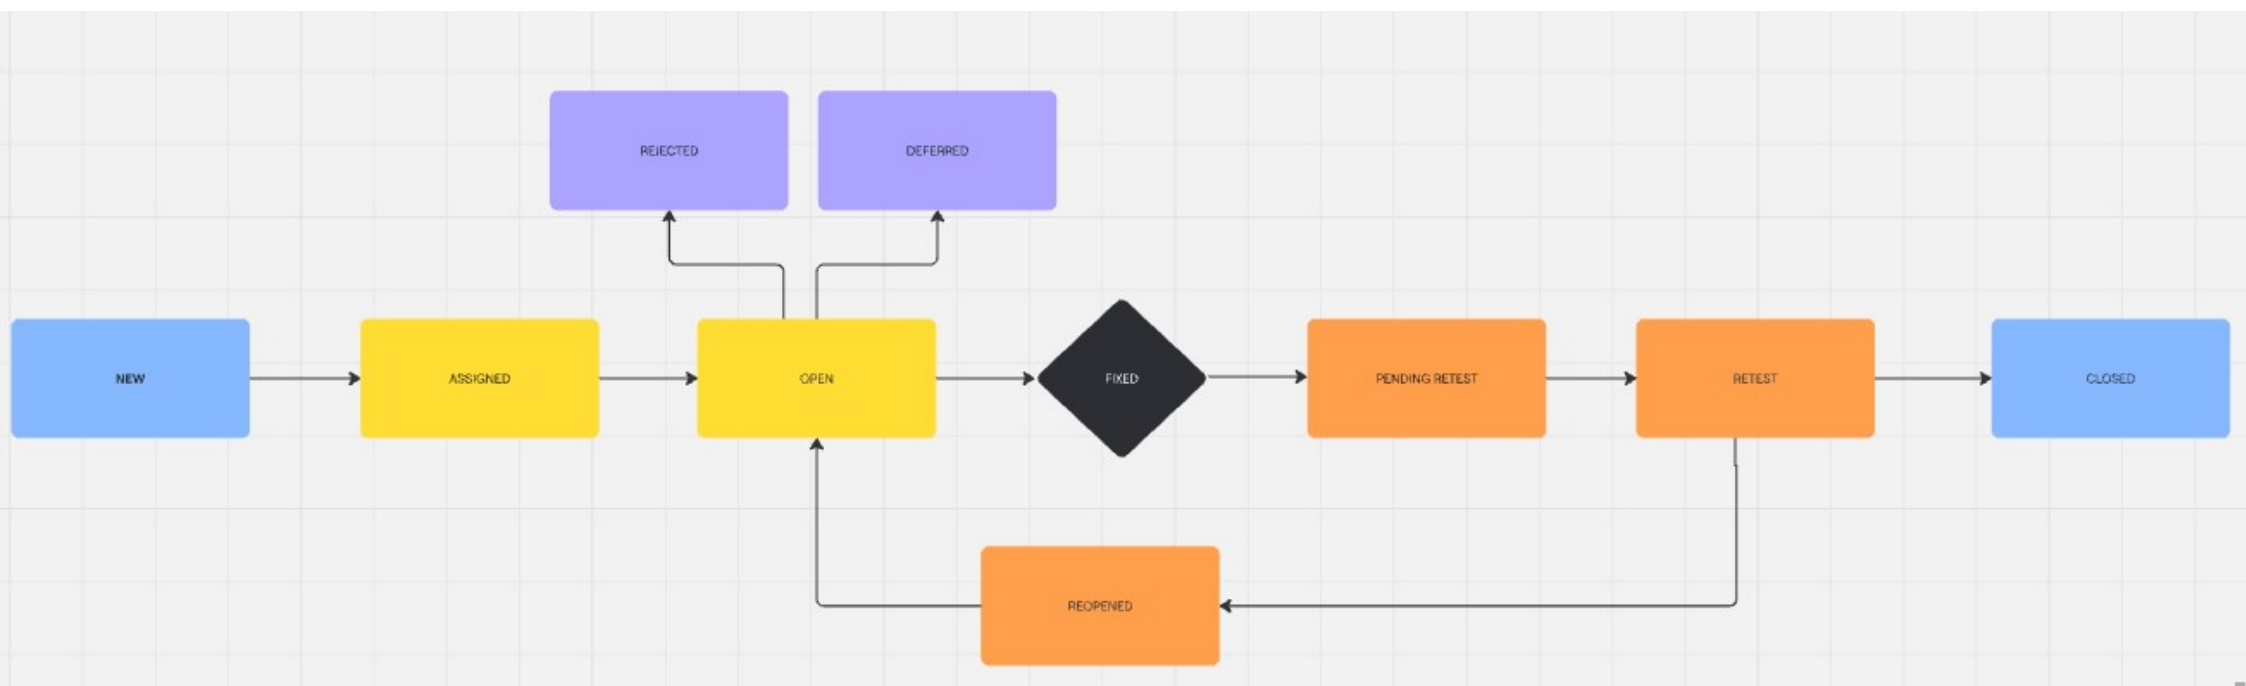 REJECTED
DEFERRED
NEW
ASSIGNED
OPEN
FIXED
PENDING RETEST
RETEST
CLOSED
REOPENED